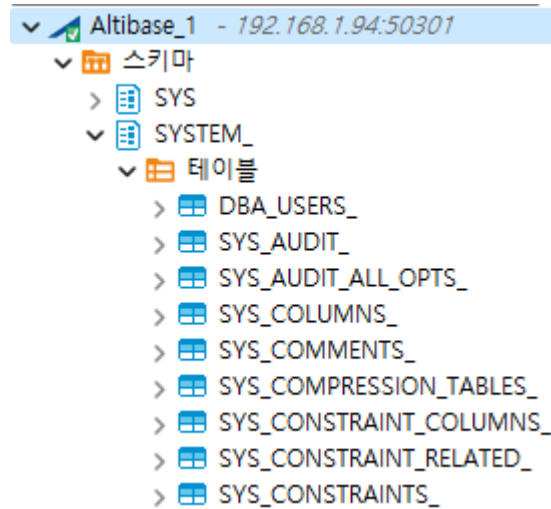 Altibase_1 - 192.168.1.94:50301
스키마
SYS
SYSTEM_
테이블
DBA_USERS_
SYS_AUDIT_
SYS_AUDIT_ALL_OPTS_
SYS_COLUMNS_
SYS_COMMENTS_
SYS_COMPRESSION_TABLES_
SYS_CONSTRAINT_COLUMNS_
SYS_CONSTRAINT_RELATED_
SYS_CONSTRAINTS_